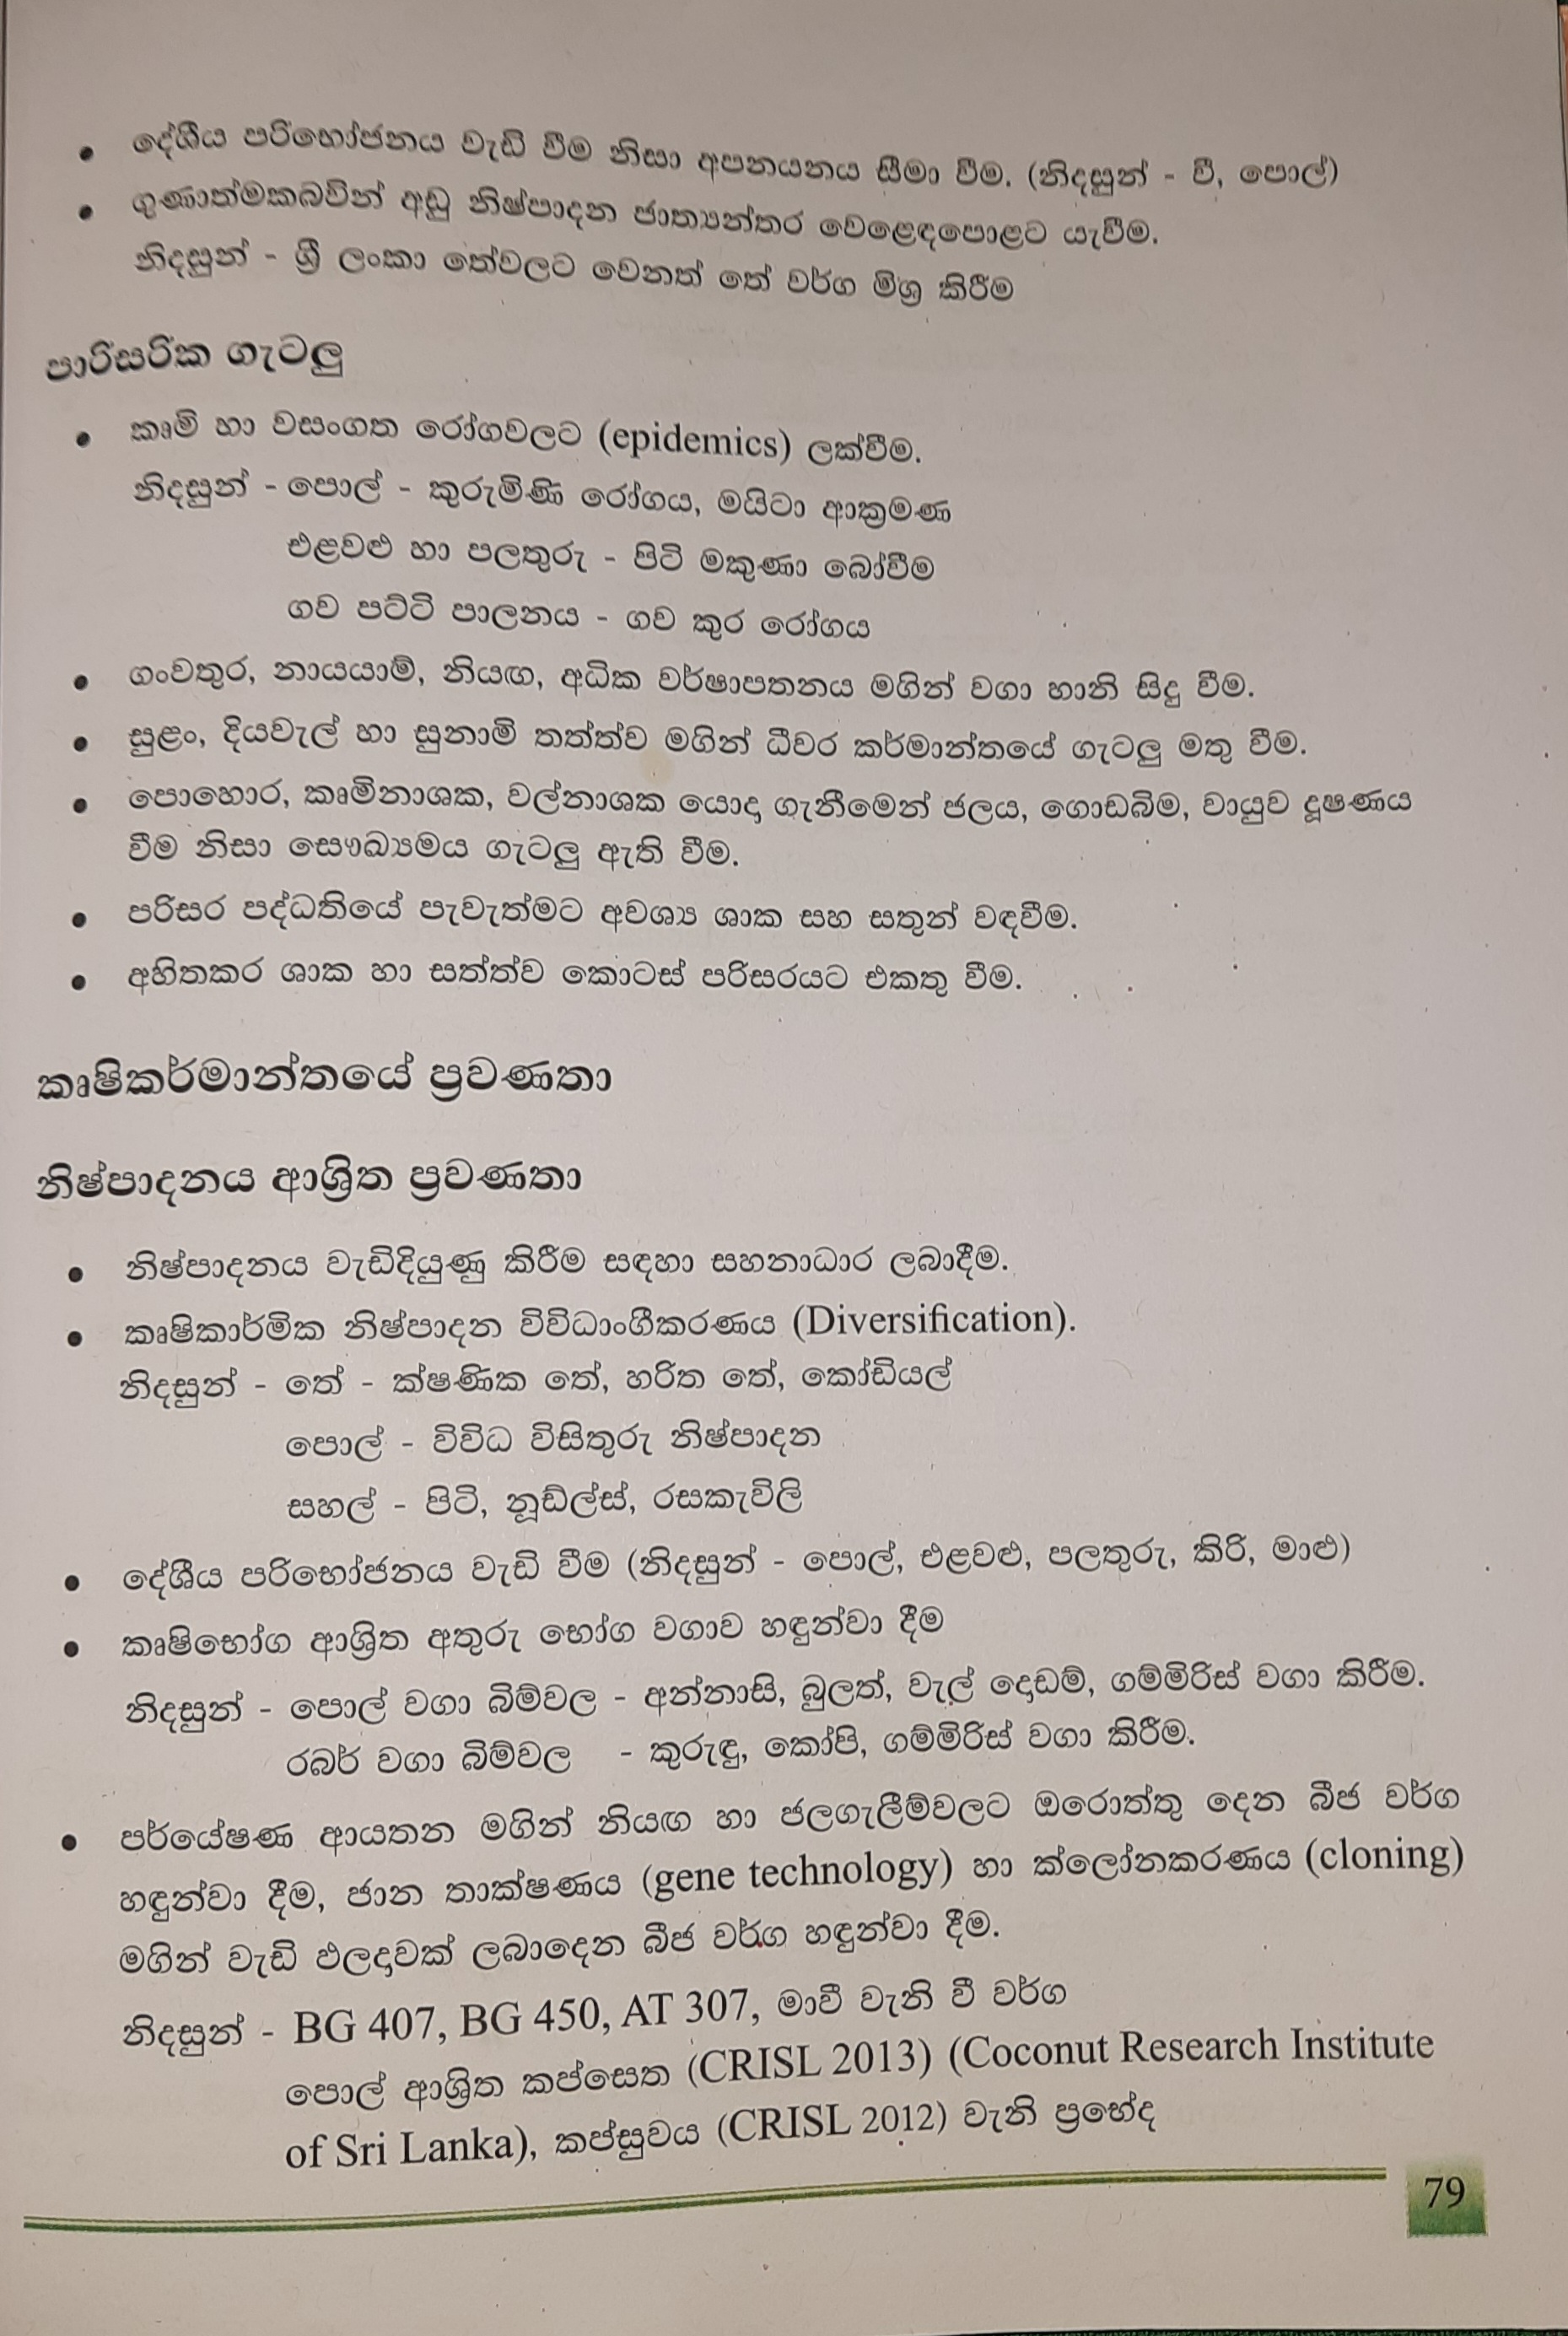 • දේශීය පරිභෝජනය වැඩි වීම නිසා අපනයනය සීමා වීම. (නිදසුන් - වී, පොල්)
• ගුණාත්මකබවින් අඩු නිෂ්පාදන ජාත්‍යන්තර වෙළෙඳපොළට යැවීම.
නිදසුන් - ශ්‍රී ලංකා තේවලට වෙනත් තේ වර්ග මිශ්‍ර කිරීම
පාරිසරික ගැටලු
• කෘමි හා වසංගත රෝගවලට (epidemics) ලක්වීම.
නිදසුන් - පොල් - කුරුමිණි රෝගය, මයිටා ආක්‍රමණ
එළවළු හා පලතුරු - පිටි මකුණා බෝවීම
ගව පට්ටි පාලනය - ගව කුර රෝගය
• ගංවතුර, නායයාම්, නියඟ, අධික වර්ෂාපතනය මගින් වගා හානි සිදු වීම.
• සුළං, දියවැල් හා සුනාමි තත්ත්ව මගින් ධීවර කර්මාන්තයේ ගැටලු මතු වීම.
• පොහොර, කෘමිනාශක, වල්නාශක යොදා ගැනීමෙන් ජලය, ගොඩබිම, වායුව දූෂණය
වීම නිසා සෞඛ්‍යමය ගැටලු ඇති වීම.
• පරිසර පද්ධතියේ පැවැත්මට අවශ්‍ය ශාක සහ සතුන් වඳවීම.
• අහිතකර ශාක හා සත්ත්ව කොටස් පරිසරයට එකතු වීම.
කෘෂිකර්මාන්තයේ ප්‍රවණතා
නිෂ්පාදනය ආශ්‍රිත ප්‍රවණතා
• නිෂ්පාදනය වැඩිදියුණු කිරීම සඳහා සහනාධාර ලබාදීම.
• කෘෂිකාර්මික නිෂ්පාදන විවිධාංගීකරණය (Diversification).
නිදසුන් - තේ - ක්ෂණික තේ, හරිත තේ, කෝඩියල්
පොල් - විවිධ විසිතුරු නිෂ්පාදන
සහල් - පිටි, නූඩ්ල්ස්, රසකැවිලි
• දේශීය පරිභෝජනය වැඩි වීම (නිදසුන් - පොල්, එළවළු, පලතුරු, කිරි, මාළු)
• කෘෂිභෝග ආශ්‍රිත අතුරු භෝග වගාව හඳුන්වා දීම
නිදසුන් - පොල් වගා බිම්වල - අන්නාසි, බුලත්, වැල් දොඩම්, ගම්මිරිස් වගා කිරීම.
රබර් වගා බිම්වල - කුරුඳු, කෝපි, ගම්මිරිස් වගා කිරීම.
• පර්යේෂණ ආයතන මගින් නියඟ හා ජලගැලීම්වලට ඔරොත්තු දෙන බීජ වර්ග
හඳුන්වා දීම, ජාන තාක්ෂණය (gene technology) හා ක්ලෝනකරණය (cloning)
මගින් වැඩි ඵලදාවක් ලබාදෙන බීජ වර්ග හඳුන්වා දීම.
නිදසුන් - BG 407, BG 450, AT 307, මාවී වැනි වී වර්ග
පොල් ආශ්‍රිත කප්සෙත (CRISL 2013) (Coconut Research Institute
of Sri Lanka), කප්සුවය (CRISL 2012) වැනි ප්‍රභේද
79